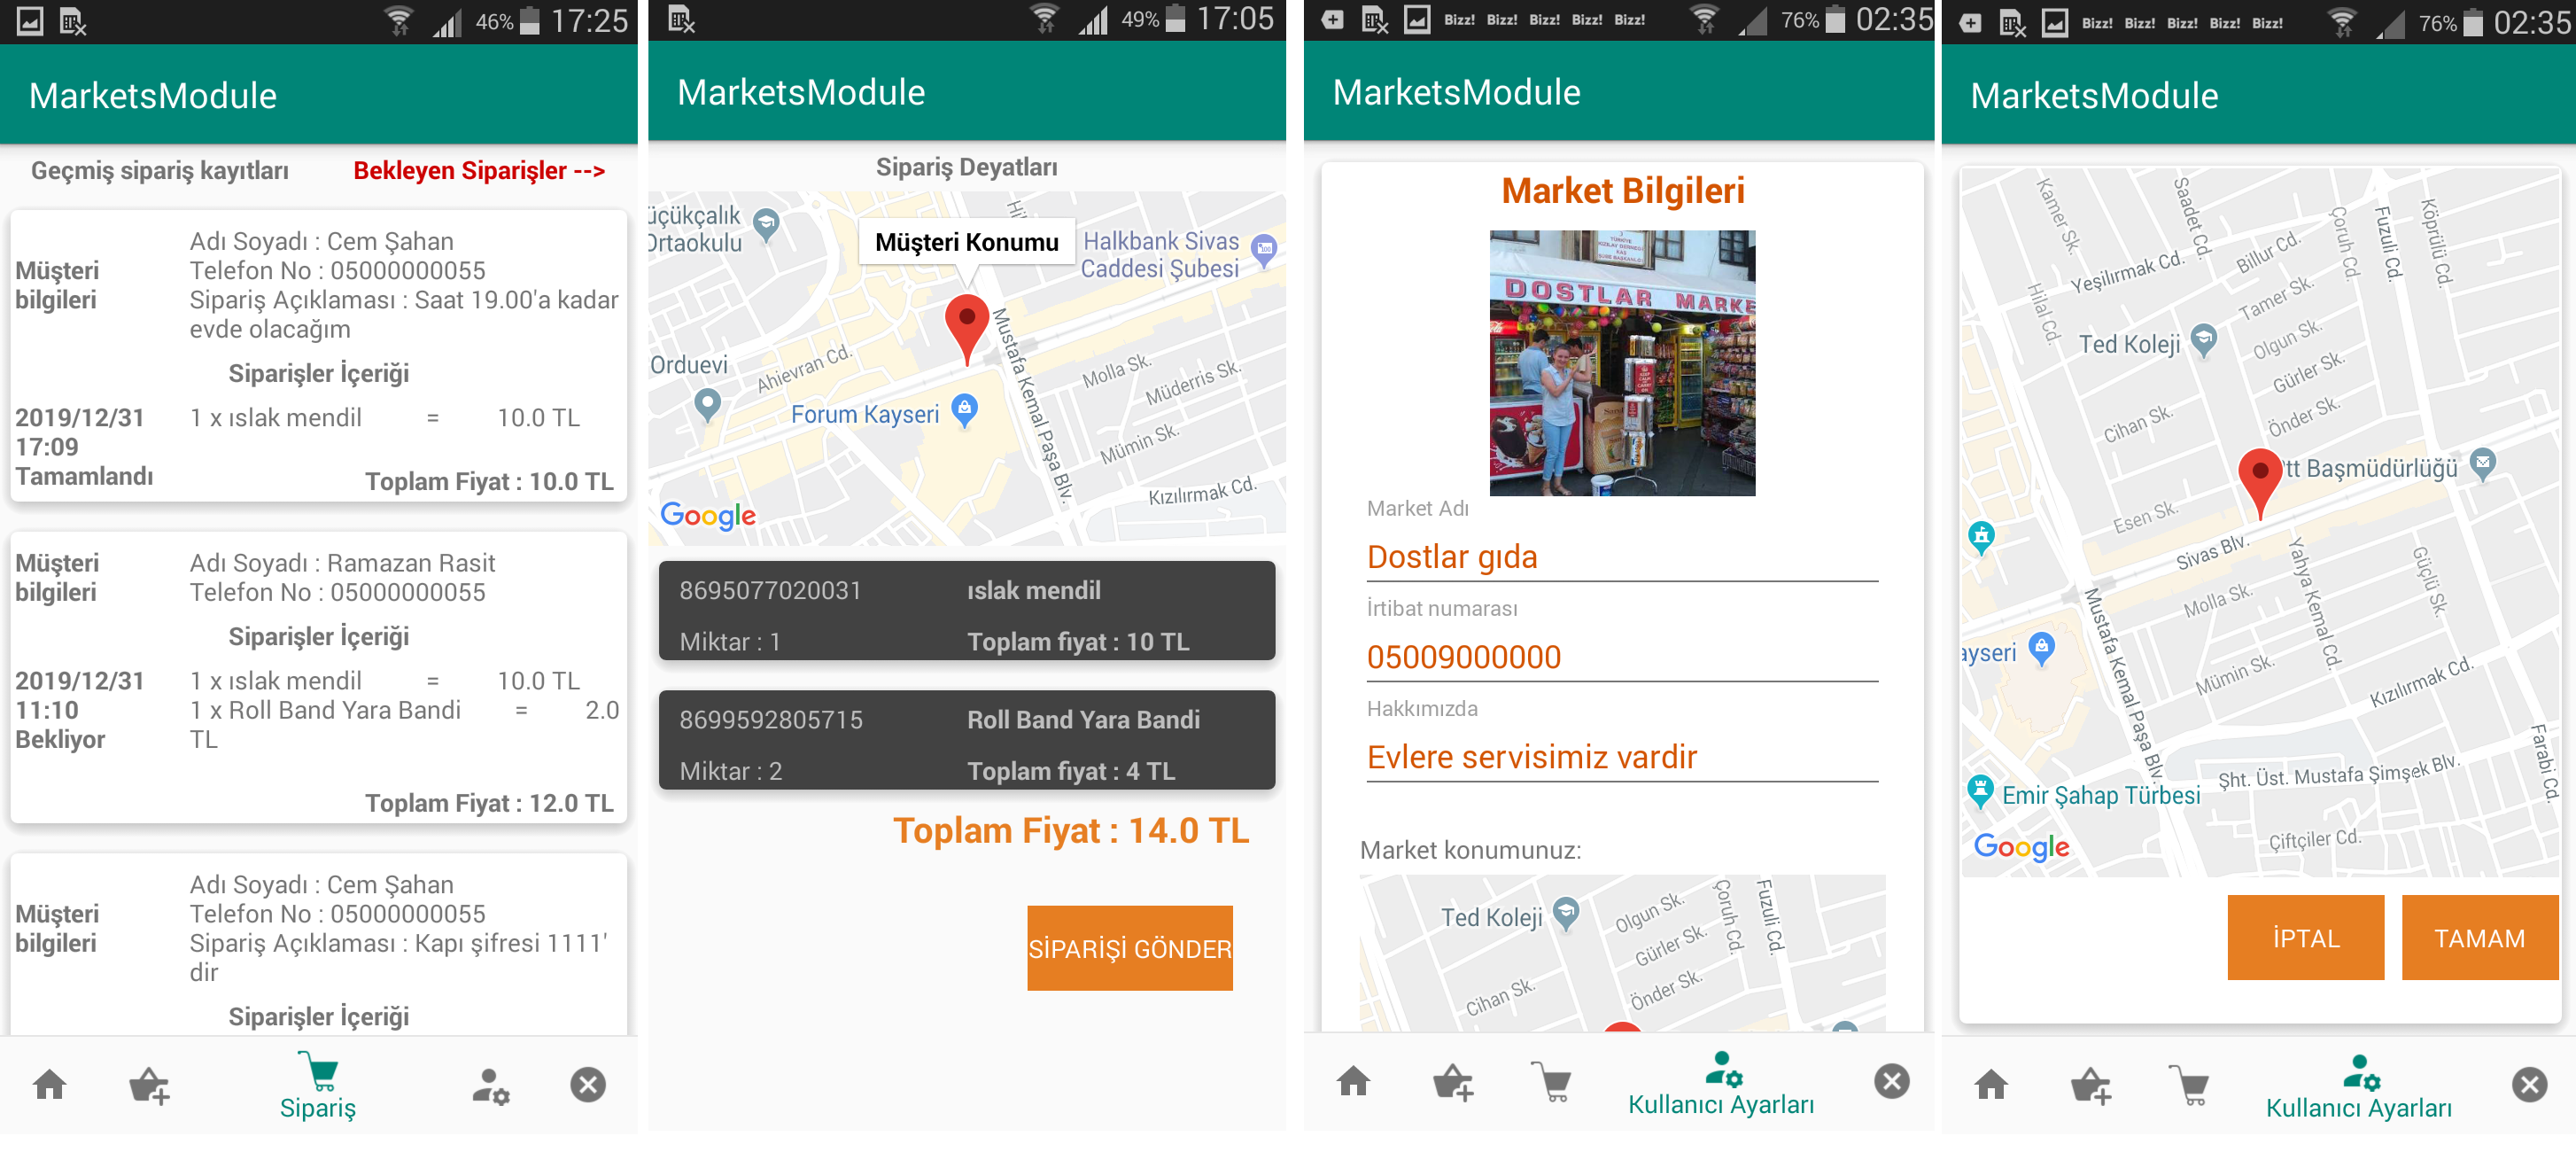 46% 17:25
MarketsModule
Geçmiş sipariş kayıtları Bekleyen Siparişler -->
Müşteri bilgileri
Adı Soyadı : Cem Şahan
Telefon No : 05000000055
Sipariş Açıklaması : Saat 19.00'a kadar
evde olacağım
Siparişler İçeriği
2019/12/31
17:09
Tamamlandı
1 x ıslak mendil = 10.0 TL
Toplam Fiyat : 10.0 TL
Müşteri bilgileri
Adı Soyadı : Ramazan Rasit
Telefon No : 05000000055
Siparişler İçeriği
2019/12/31
11:10
Bekliyor
1 x ıslak mendil = 10.0 TL
1 x Roll Band Yara Bandi = 2.0
TL
Toplam Fiyat : 12.0 TL
Müşteri bilgileri
Adı Soyadı : Cem Şahan
Telefon No : 05000000055
Sipariş Açıklaması : Kapı şifresi 1111'
dir
Siparişler İçeriği
Sipariş
49% 17:05
MarketsModule
Sipariş Deyatları
üçükçalık
Ortaokulu
Müşteri Konumu
Halkbank Sivas
Caddesi Şubesi
Orduevi
Ahievran Cd.
Mustafa Kemal Paşa Blv.
Molla Sk.
Müderris Sk.
Forum Kayseri
Mümin Sk.
Kızılırmak Cd.
Google
8695077020031 ıslak mendil
Miktar : 1 Toplam fiyat : 10 TL
8699592805715 Roll Band Yara Bandi
Miktar : 2 Toplam fiyat : 4 TL
Toplam Fiyat : 14.0 TL
SİPARİŞİ GÖNDER
Bizz! Bizz! Bizz! Bizz! Bizz! 76% 02:35
MarketsModule
Market Bilgileri
DOSTLAR MARKE
Market Adı
Dostlar gıda
İrtibat numarası
05009000000
Hakkımızda
Evlere servisimiz vardir
Market konumunuz:
Ted Koleji
Olgun Sk.
Çoruh Cd.
Fuzuli Cd.
Gürler Sk.
Cihan Sk.
Önder Sk.
Kullanıcı Ayarları
Bizz! Bizz! Bizz! Bizz! Bizz! 76% 02:35
MarketsModule
Kamer Sk.
Saadet Cd.
Çoruh Cd.
Fuzuli Cd.
Köprülü Cd.
Billur Cd.
Yeşilırmak Cd.
Hilal Cd.
Tamer Sk.
Ted Koleji
Olgun Sk.
Gürler Sk.
Cihan Sk.
Önder Sk.
tt Başmüdürlüğü
Esen Sk.
Sivas Blv.
Yahya Kemal Cd.
Güçlü Sk.
Molla Sk.
Mustafa Kemal Paşa Blv.
ayseri
Mümin Sk.
Kızılırmak Cd.
Farabi Cd.
Şht. Üst. Mustafa Şimşek Blv.
Emir Şahap Türbesi
Çiftçiler Cd.
Google
İPTAL TAMAM
Kullanıcı Ayarları